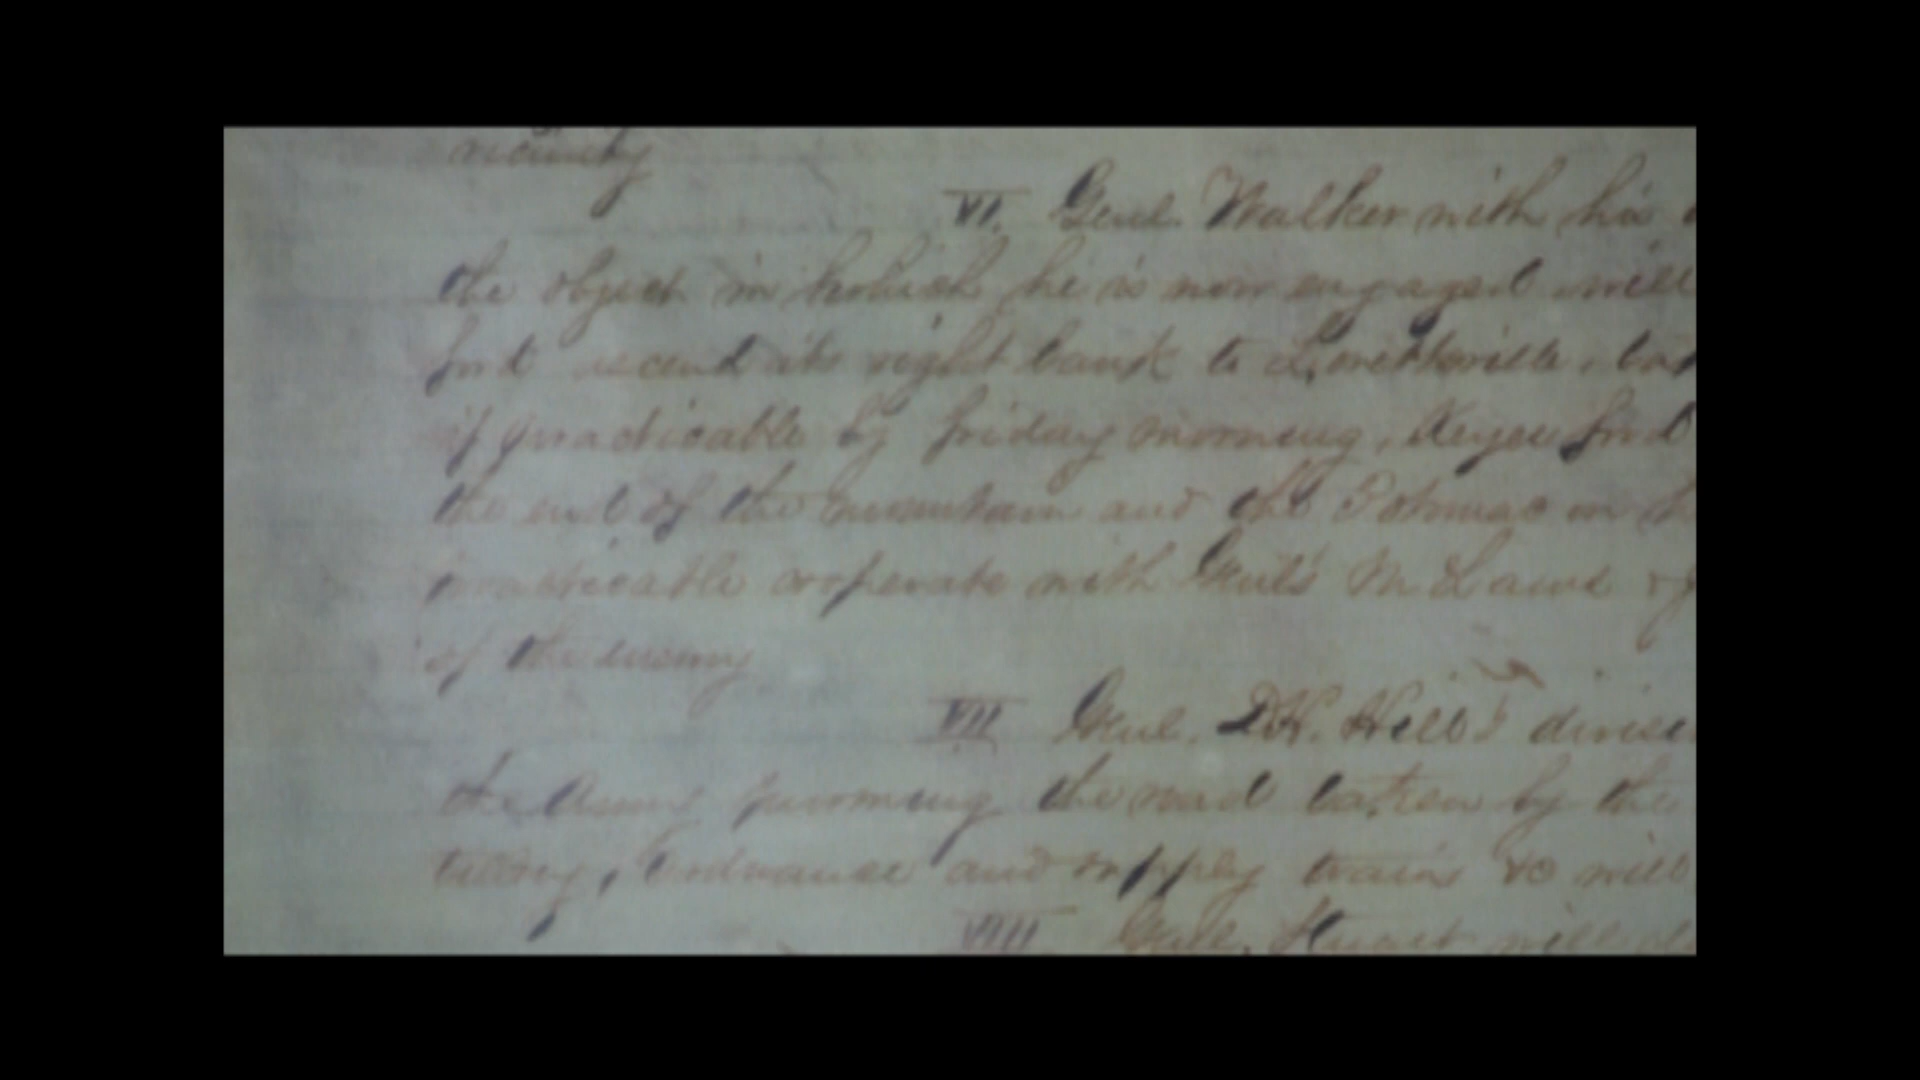 vicinity
VI. Genl. Walker with his
the object in which he is now engaged will
ford ascend its right bank to Lovettsville, tak
if practicable by Friday morning, Keyes ford
the end of the mountain and the Potomac on h
practicable cooperate with Genl's McLaws & J
of the enemy
VII Genl. D.H. Hill's divisi
the Army pursuing the road taken by the
tillery, ordnance and supply trains &c will
VIII Genl. Stuart will d